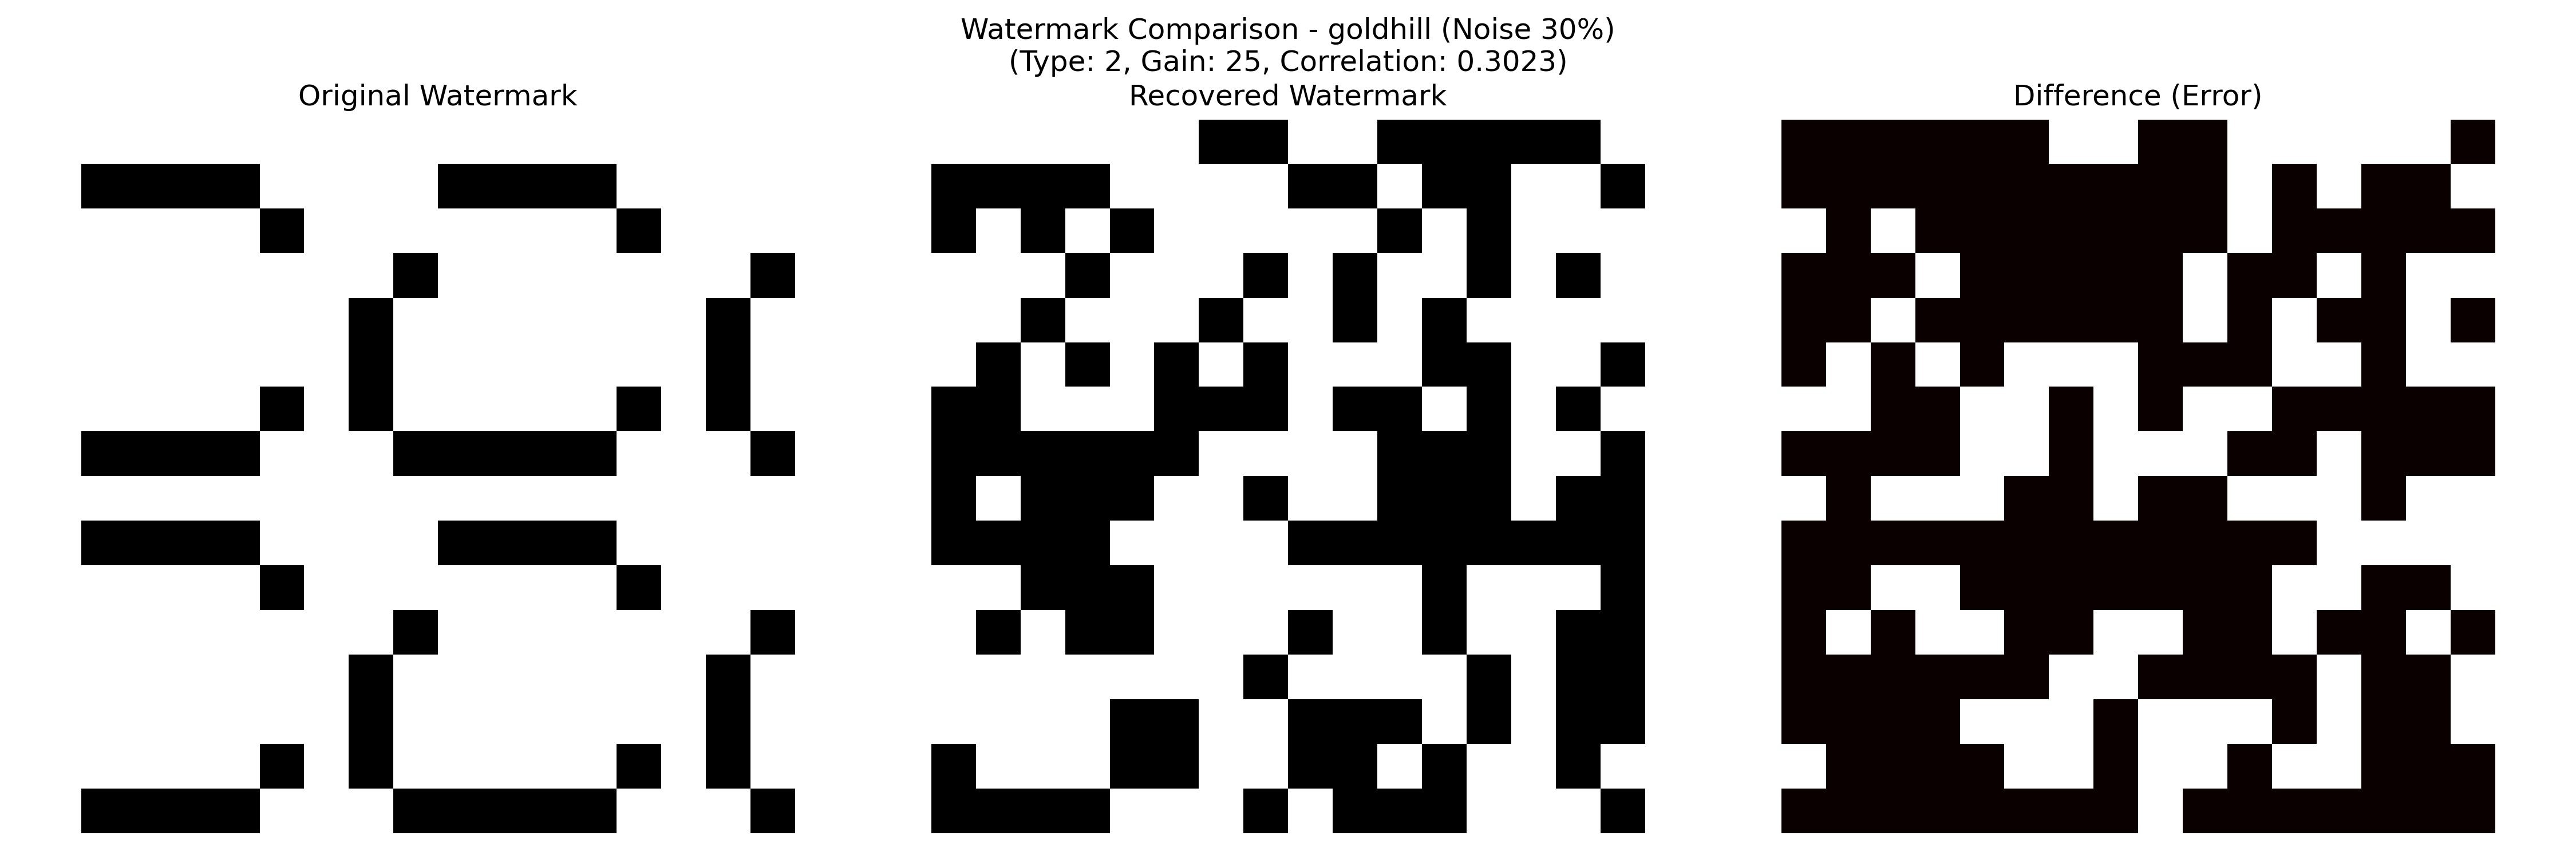 Watermark Comparison - goldhill (Noise 30%)
(Type: 2, Gain: 25, Correlation: 0.3023)
Original Watermark
Recovered Watermark
Difference (Error)